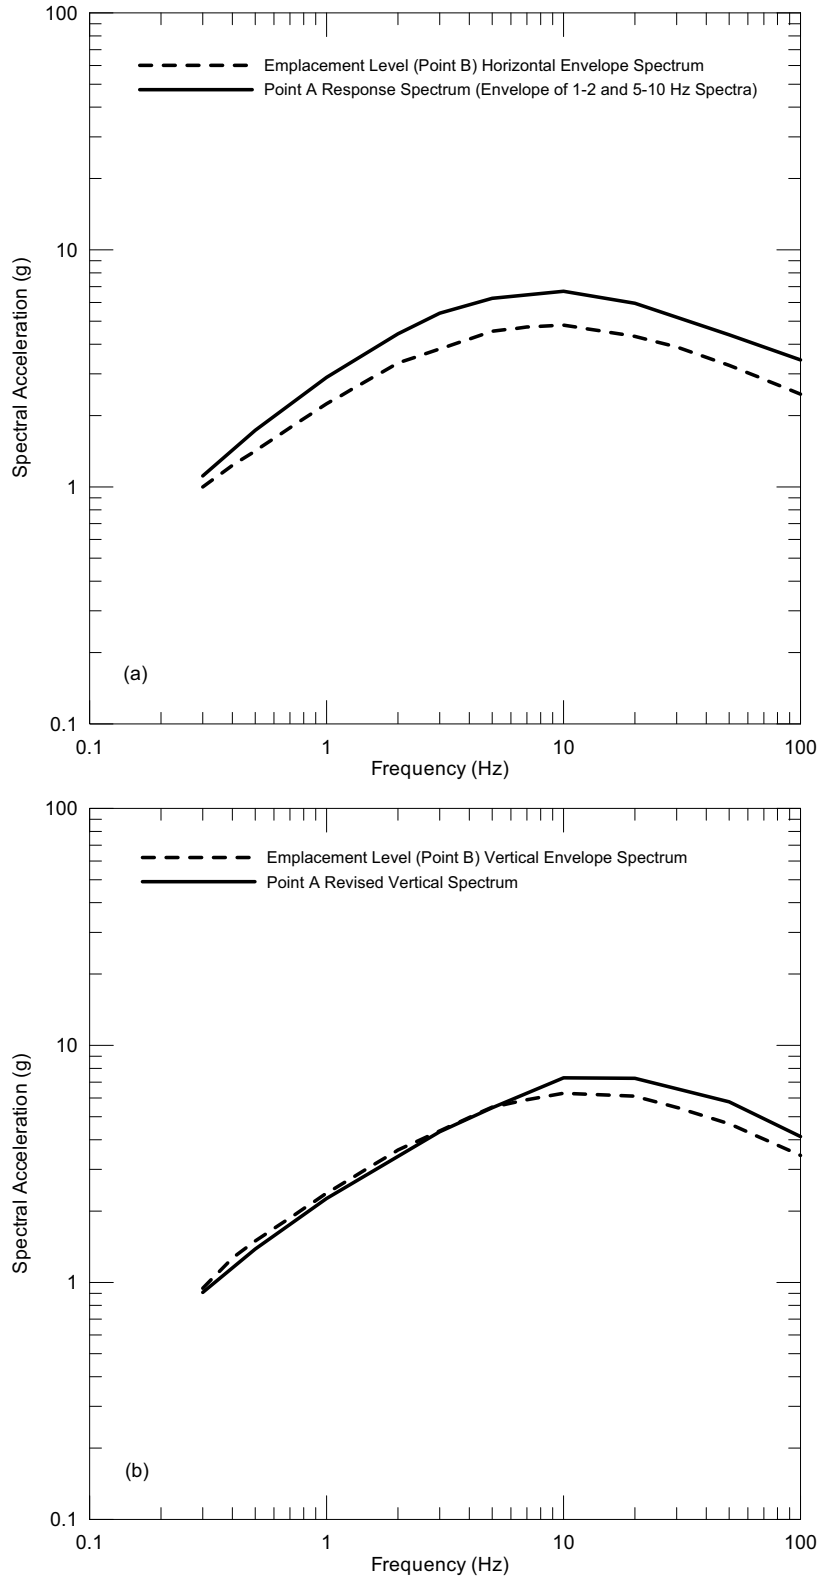 100
Emplacement Level (Point B) Horizontal Envelope Spectrum
Point A Response Spectrum (Envelope of 1-2 and 5-10 Hz Spectra)
10
Spectral Acceleration (g)
1
(a)
0.1
0.1 1 10 100
Frequency (Hz)
100
Emplacement Level (Point B) Vertical Envelope Spectrum
Point A Revised Vertical Spectrum
10
Spectral Acceleration (g)
1
(b)
0.1
0.1 1 10 100
Frequency (Hz)